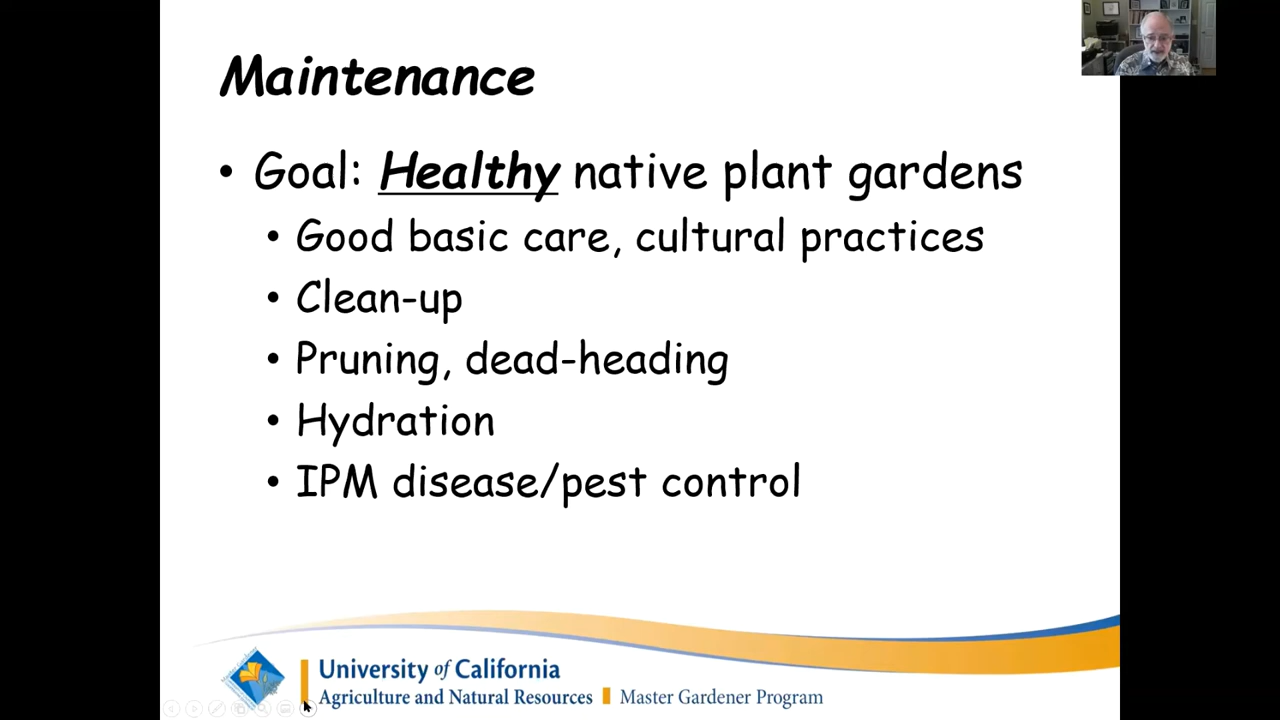 Maintenance
• Goal: Healthy native plant gardens
• Good basic care, cultural practices
• Clean-up
• Pruning, dead-heading
• Hydration
• IPM disease/pest control
University of California
Agriculture and Natural Resources Master Gardener Program